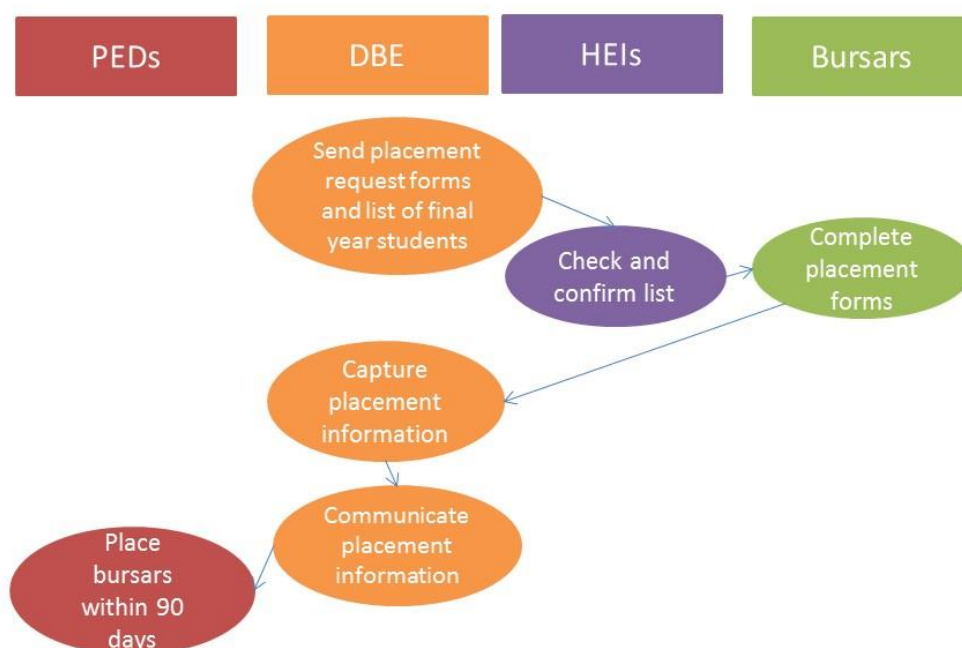 PEDs
DBE
HEIs
Bursars
Send placement
request forms
and list of final
year students
Check and
confirm list
Complete
placement
forms
Capture
placement
information
Communicate
placement
information
Place
bursars
within 90
days